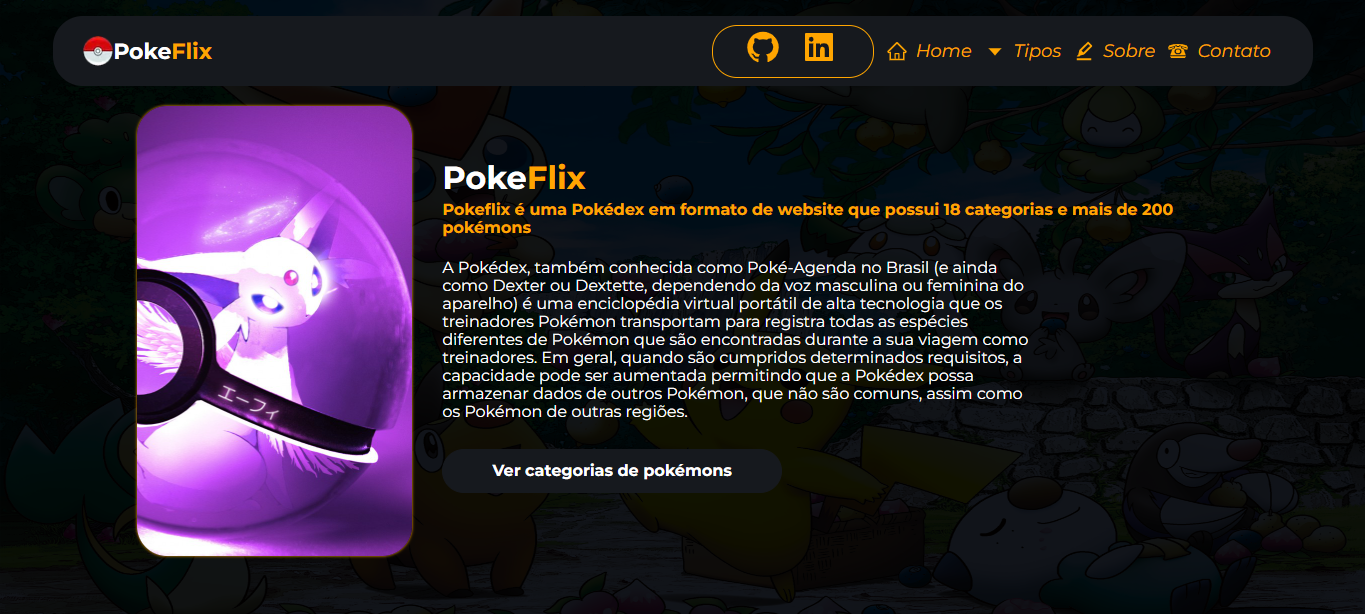 PokeFlix
in
Home Tipos Sobre Contato
エーフィ
PokeFlix
Pokeflix é uma Pokédex em formato de website que possui 18 categorias e mais de 200
pokémons
A Pokédex, também conhecida como Poké-Agenda no Brasil (e ainda
como Dexter ou Dextette, dependendo da voz masculina ou feminina do
aparelho) é uma enciclopédia virtual portátil de alta tecnologia que os
treinadores Pokémon transportam para registra todas as espécies
diferentes de Pokémon que são encontradas durante a sua viagem como
treinadores. Em geral, quando são cumpridos determinados requisitos, a
capacidade pode ser aumentada permitindo que a Pokédex possa
armazenar dados de outros Pokémon, que não são comuns, assim como
os Pokémon de outras regiões.
Ver categorias de pokémons